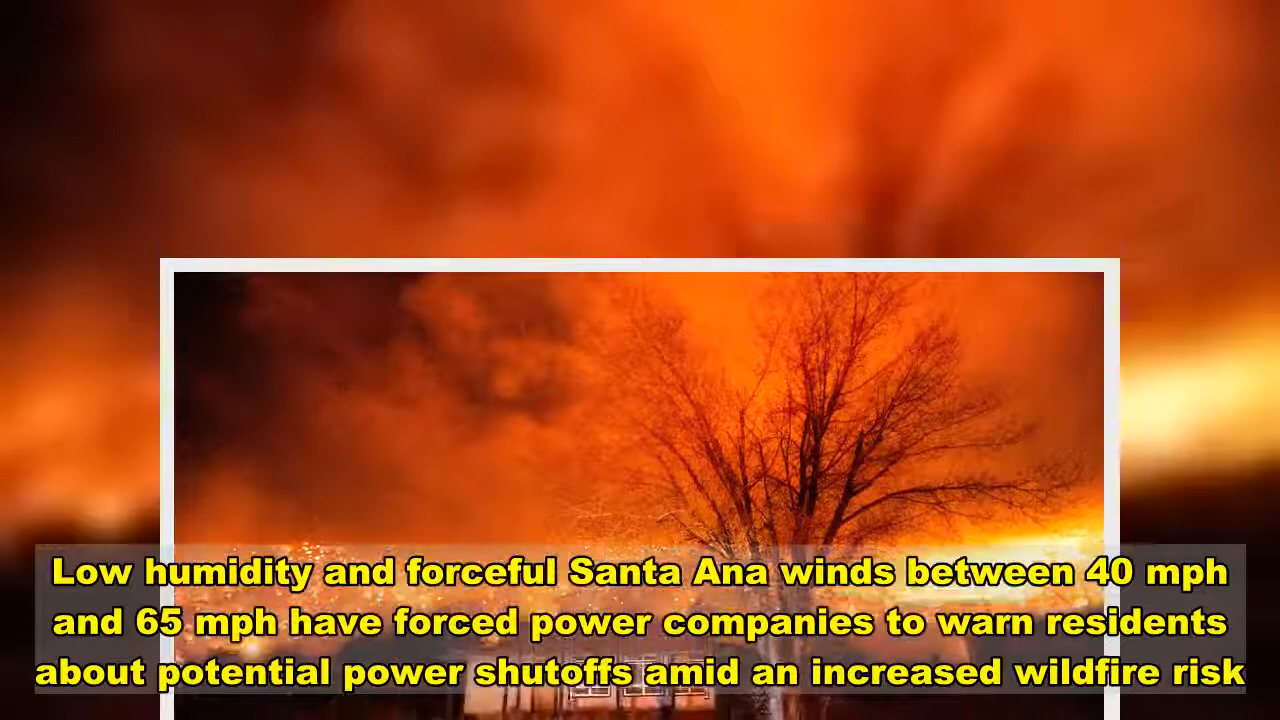 Low humidity and forceful Santa Ana winds between 40 mph
and 65 mph have forced power companies to warn residents
about potential power shutoffs amid an increased wildfire risk